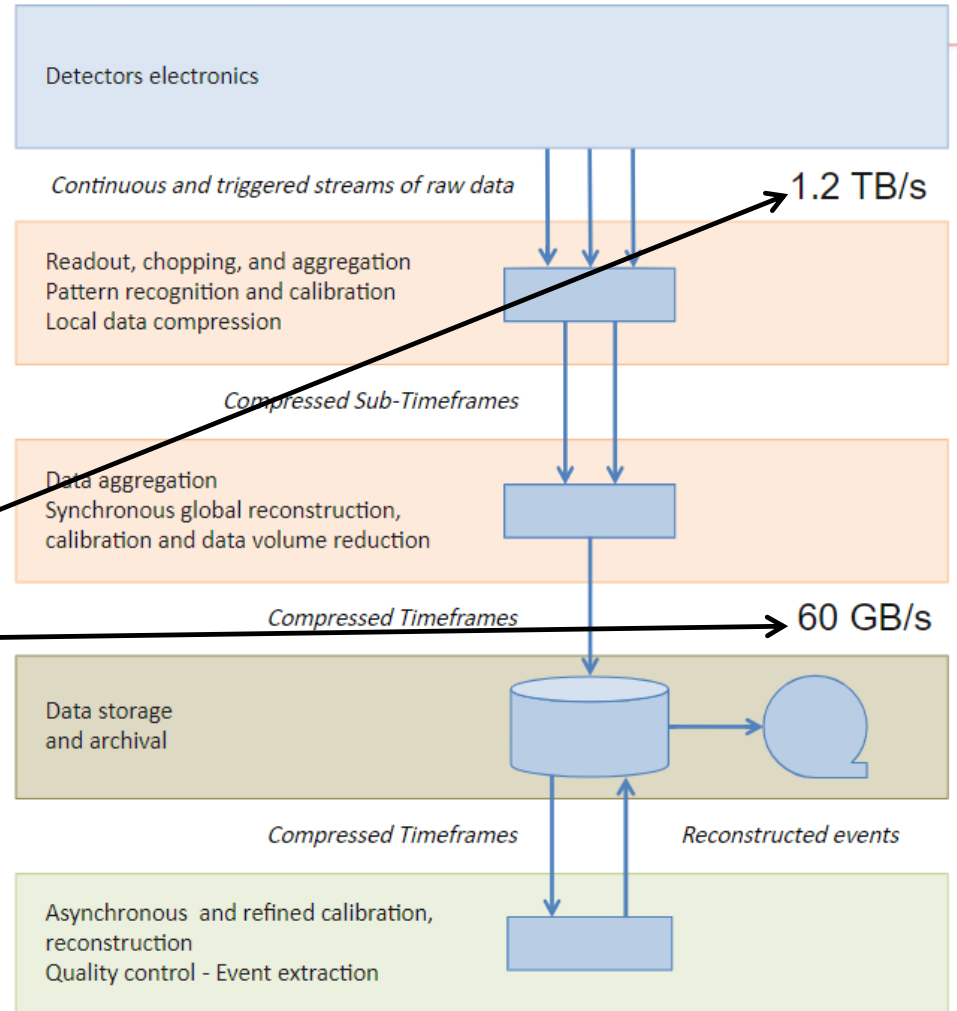 Detectors electronics
Continuous and triggered streams of raw data
1.2 TB/s
Readout, chopping, and aggregation
Pattern recognition and calibration
Local data compression
Compressed Sub-Timeframes
Data aggregation
Synchronous global reconstruction,
calibration and data volume reduction
Compressed Timeframes
60 GB/s
Data storage
and archival
Compressed Timeframes
Reconstructed events
Asynchronous and refined calibration,
reconstruction
Quality control - Event extraction